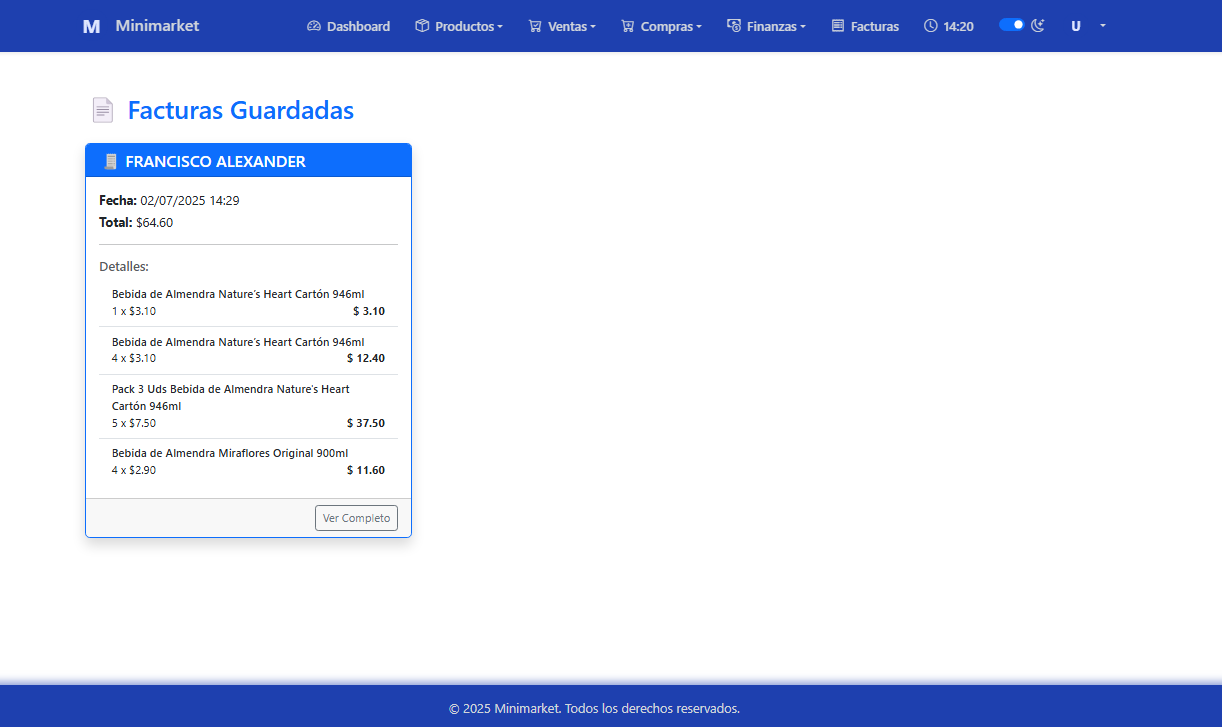 M Minimarket Dashboard Productos Ventas Compras Finanzas Facturas 14:20 U
Facturas Guardadas
FRANCISCO ALEXANDER
Fecha: 02/07/2025 14:29
Total: $64.60
Detalles:
Bebida de Almendra Nature's Heart Cartón 946ml
1 x $3.10 $ 3.10
Bebida de Almendra Nature's Heart Cartón 946ml
4 x $3.10 $ 12.40
Pack 3 Uds Bebida de Almendra Nature's Heart
Cartón 946ml
5 x $7.50 $ 37.50
Bebida de Almendra Miraflores Original 900ml
4 x $2.90 $ 11.60
Ver Completo
© 2025 Minimarket. Todos los derechos reservados.